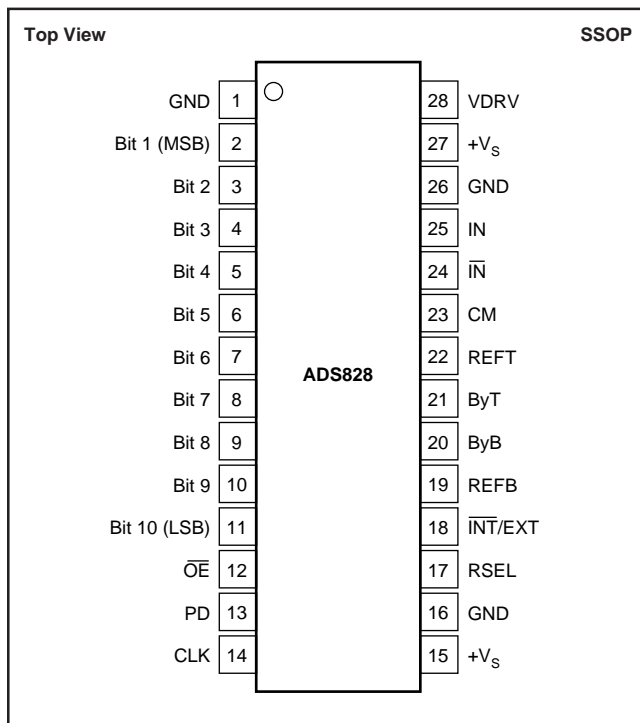 Top View SSOP
GND 1 28 VDRV
Bit 1 (MSB) 2 27 +VS
Bit 2 3 26 GND
Bit 3 4 25 IN
Bit 4 5 24 I̅N̅
Bit 5 6 23 CM
Bit 6 7 22 REFT
ADS828
Bit 7 8 21 ByT
Bit 8 9 20 ByB
Bit 9 10 19 REFB
Bit 10 (LSB) 11 18 I̅N̅T̅/EXT
O̅E̅ 12 17 RSEL
PD 13 16 GND
CLK 14 15 +VS